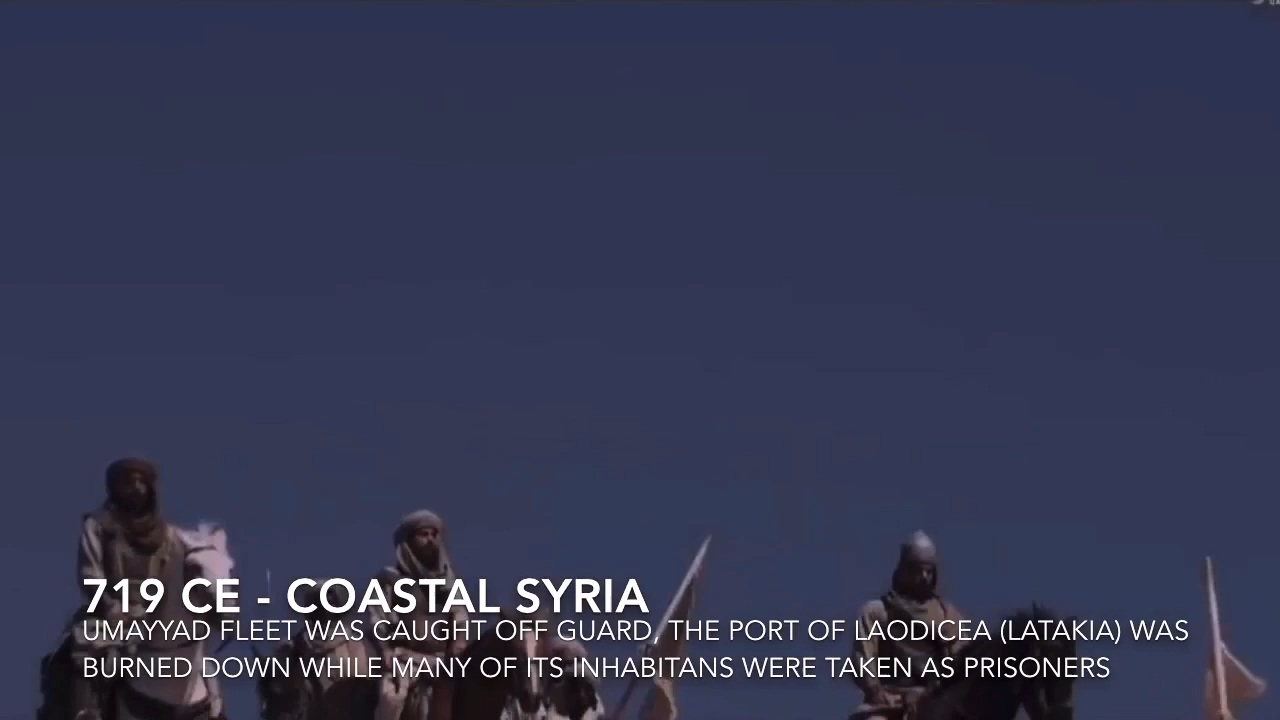 719 CE - COASTAL SYRIA
UMAYYAD FLEET WAS CAUGHT OFF GUARD, THE PORT OF LAODICEA (LATAKIA) WAS
BURNED DOWN WHILE MANY OF ITS INHABITANS WERE TAKEN AS PRISONERS